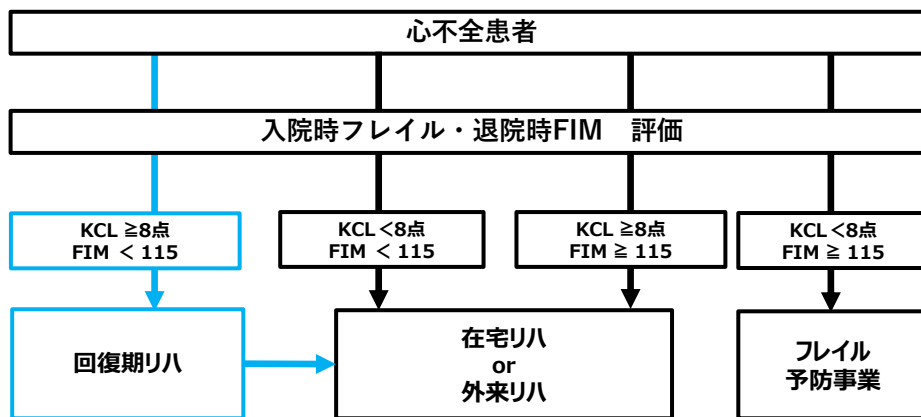 心不全患者
入院時フレイル・退院時FIM　評価
KCL ≧8点
FIM ＜ 115
KCL＜8点
FIM ＜ 115
KCL ≧8点
FIM ≧ 115
KCL＜8点
FIM ≧ 115
回復期リハ
在宅リハ
or
外来リハ
フレイル
予防事業